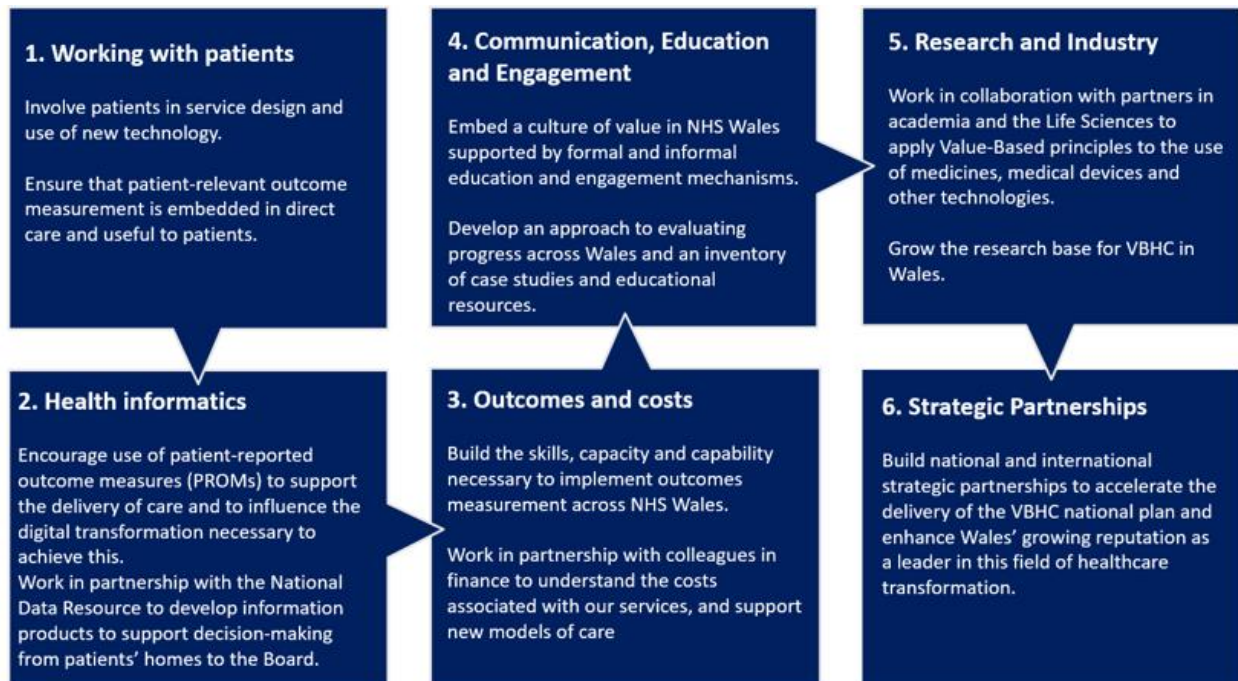 1. Working with patients
Involve patients in service design and
use of new technology.
Ensure that patient-relevant outcome
measurement is embedded in direct
care and useful to patients.
2. Health informatics
Encourage use of patient-reported
outcome measures (PROMs) to support
the delivery of care and to influence the
digital transformation necessary to
achieve this.
Work in partnership with the National
Data Resource to develop information
products to support decision-making
from patients’ homes to the Board.
3. Outcomes and costs
Build the skills, capacity and capability
necessary to implement outcomes
measurement across NHS Wales.
Work in partnership with colleagues in
finance to understand the costs
associated with our services, and support
new models of care
4. Communication, Education
and Engagement
Embed a culture of value in NHS Wales
supported by formal and informal
education and engagement mechanisms.
Develop an approach to evaluating
progress across Wales and an inventory
of case studies and educational
resources.
5. Research and Industry
Work in collaboration with partners in
academia and the Life Sciences to
apply Value-Based principles to the use
of medicines, medical devices and
other technologies.
Grow the research base for VBHC in
Wales.
6. Strategic Partnerships
Build national and international
strategic partnerships to accelerate the
delivery of the VBHC national plan and
enhance Wales’ growing reputation as
a leader in this field of healthcare
transformation.